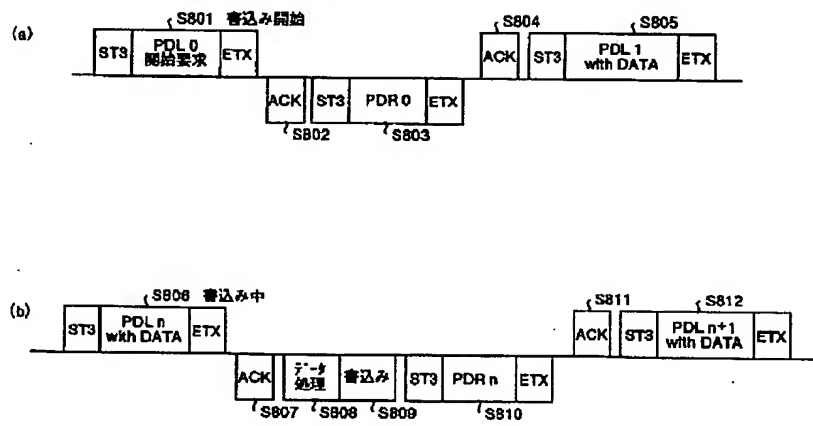 (a)
S801 書込み開始
ST3
PDL 0
開始要求
ETX
ACK
S802
ST3
PDR 0
S803
ETX
S804
ACK
ST3
S805
PDL 1
with DATA
ETX
(b)
S806 書込み中
ST3
PDL n
with DATA
ETX
ACK
S807
データ
処理
S808
書込み
S809
ST3
PDR n
S810
ETX
S811
ACK
ST3
S812
PDL n+1
with DATA
ETX